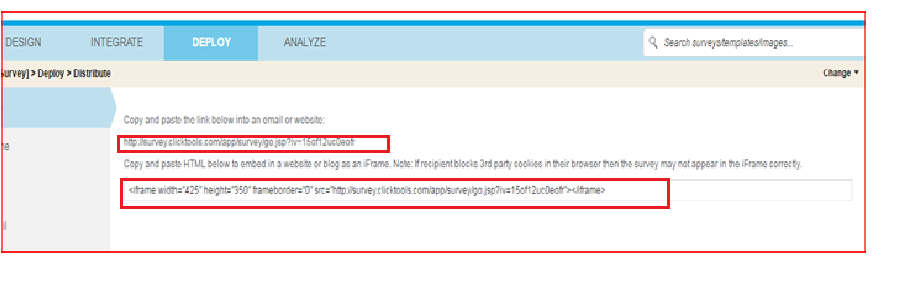 DESIGN INTEGRATE DEPLOY ANALYZE Search surveys/templates/images...
Survey] > Deploy > Distribute Change
Copy and paste the link below into an email or website:
http://survey.clicktools.com/app/survey/go.jsp?iv=15of12uc0eofr
Copy and paste HTML below to embed in a website or blog as an iFrame. Note: If recipient blocks 3rd party cookies in their browser then the survey may not appear in the iFrame correctly.
<iframe width="425" height="350" frameborder="0" src="http://survey.clicktools.com/app/survey/go.jsp?iv=15of12uc0eofr"></iframe>